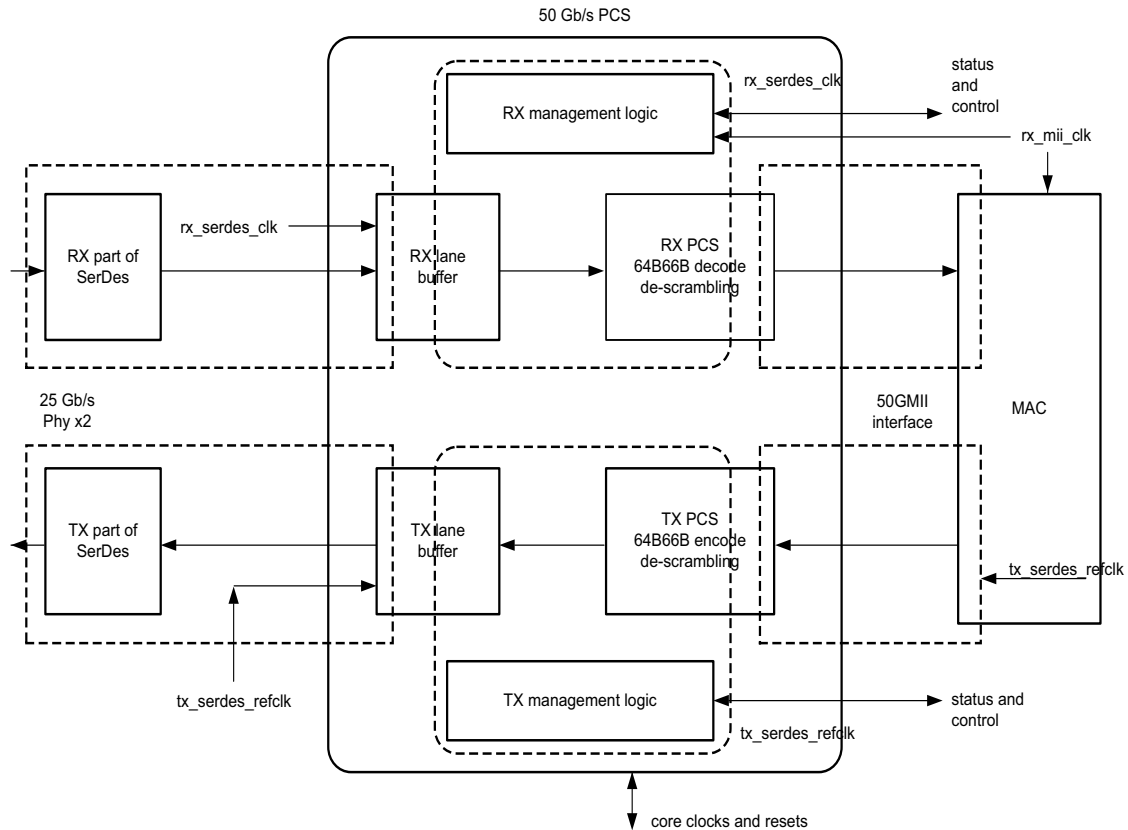 50 Gb/s PCS
RX management logic
rx_serdes_clk
status
and
control
rx_mii_clk
rx_serdes_clk
RX part of
SerDes
RX lane
buffer
RX PCS
64B66B decode
de-scrambling
25 Gb/s
Phy x2
50GMII
interface
MAC
TX part of
SerDes
TX lane
buffer
TX PCS
64B66B encode
de-scrambling
tx_serdes_refclk
tx_serdes_refclk
TX management logic
status and
control
tx_serdes_refclk
core clocks and resets